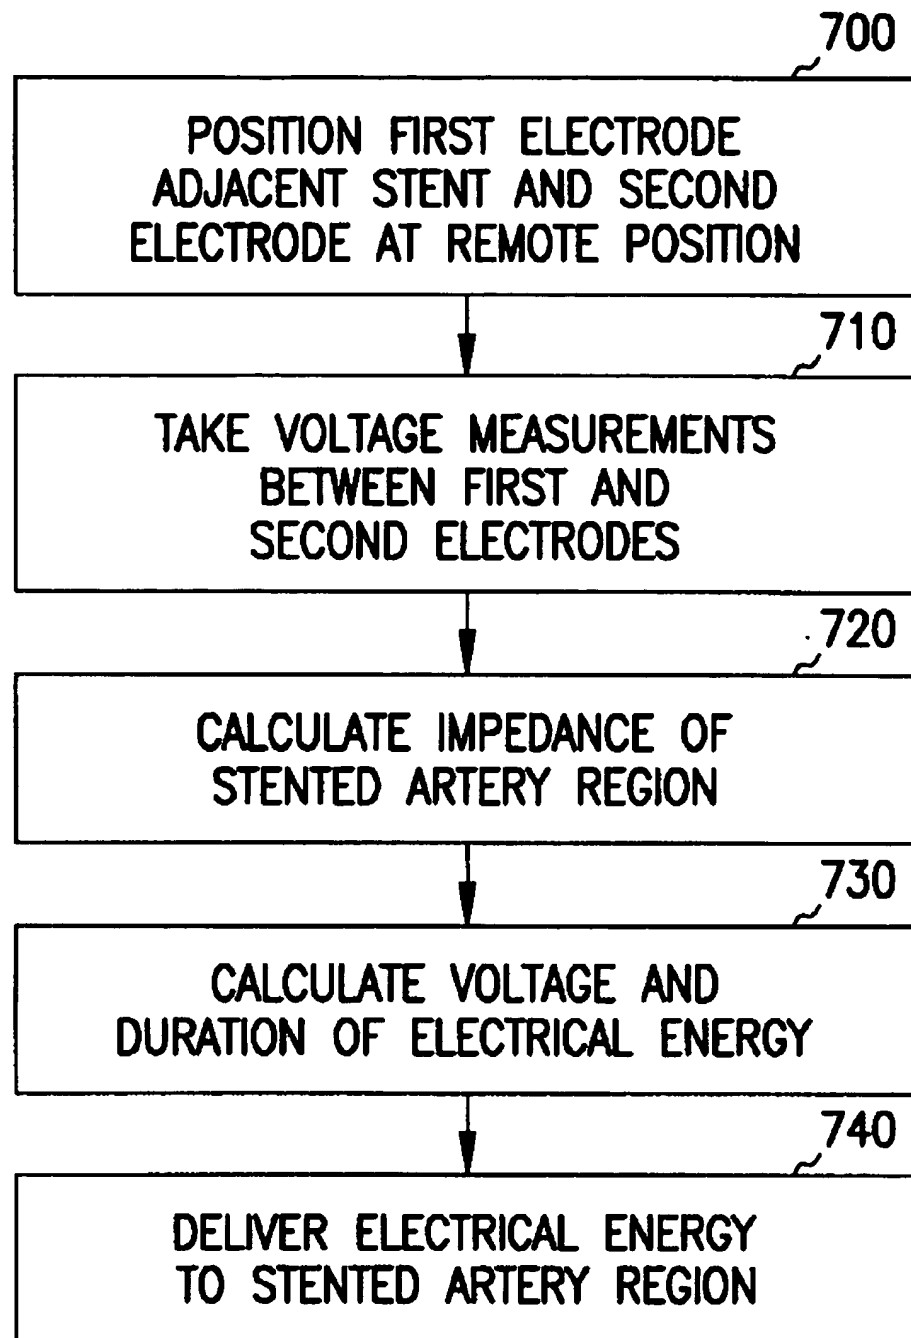 700
POSITION FIRST ELECTRODE
ADJACENT STENT AND SECOND
ELECTRODE AT REMOTE POSITION
710
TAKE VOLTAGE MEASUREMENTS
BETWEEN FIRST AND
SECOND ELECTRODES
720
CALCULATE IMPEDANCE OF
STENTED ARTERY REGION
730
CALCULATE VOLTAGE AND
DURATION OF ELECTRICAL ENERGY
740
DELIVER ELECTRICAL ENERGY
TO STENTED ARTERY REGION